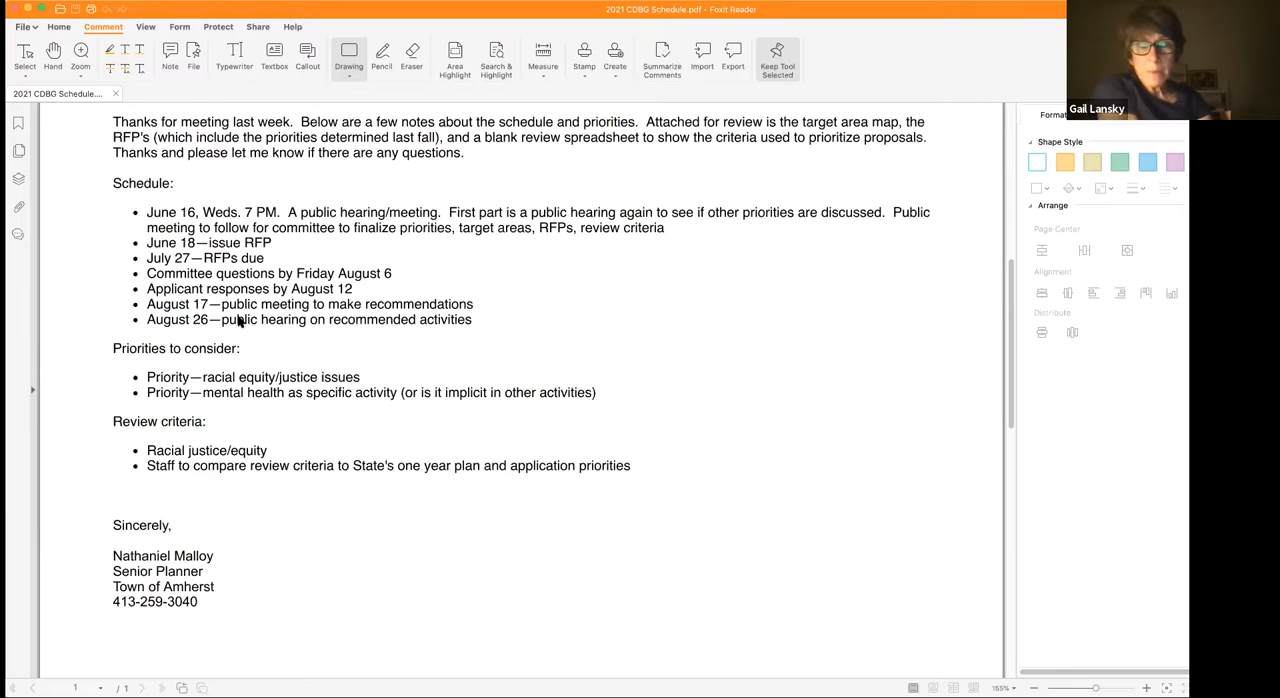 2021 CDBG Schedule.pdf - Foxit Reader
File Home Comment View Form Protect Share Help
Select Hand Zoom Note File Typewriter Textbox Callout Drawing Pencil Eraser Area Highlight Search & Highlight Measure Stamp Create Summarize Comments Import Export Keep Tool Selected
2021 CDBG Schedule....
Gail Lansky
Thanks for meeting last week. Below are a few nots about the schedule and priorities. Attached for review is the target area map, the
RFP's (which include the priorities determined last fall), and a blank review spreadsheet to show the criteria used to prioritize proposals.
Thanks and please let me know if there are any questions.
Schedule:
• June 16, Weds. 7 PM. A public hearing/meeting. First part is a public hearing again to see if other priorities are discussed. Public
meeting to follow for committee to finalize priorities, target areas, RFPs, review criteria
• June 18—issue RFP
• July 27—RFPs due
• Committee questions by Friday August 6
• Applicant responses by August 12
• August 17—public meeting to make recommendations
• August 26—public hearing on recommended activities
Priorities to consider:
• Priority—racial equity/justice issues
• Priority—mental health as specific activity (or is it implicit in other activities)
Review criteria:
• Racial justice/equity
• Staff to compare review criteria to State's one year plan and application priorities
Sincerely,
Nathaniel Malloy
Senior Planner
Town of Amherst
413-259-3040
Format
Shape Style
Arrange
Page Center
Alignment
Distribute
1 / 1
155%